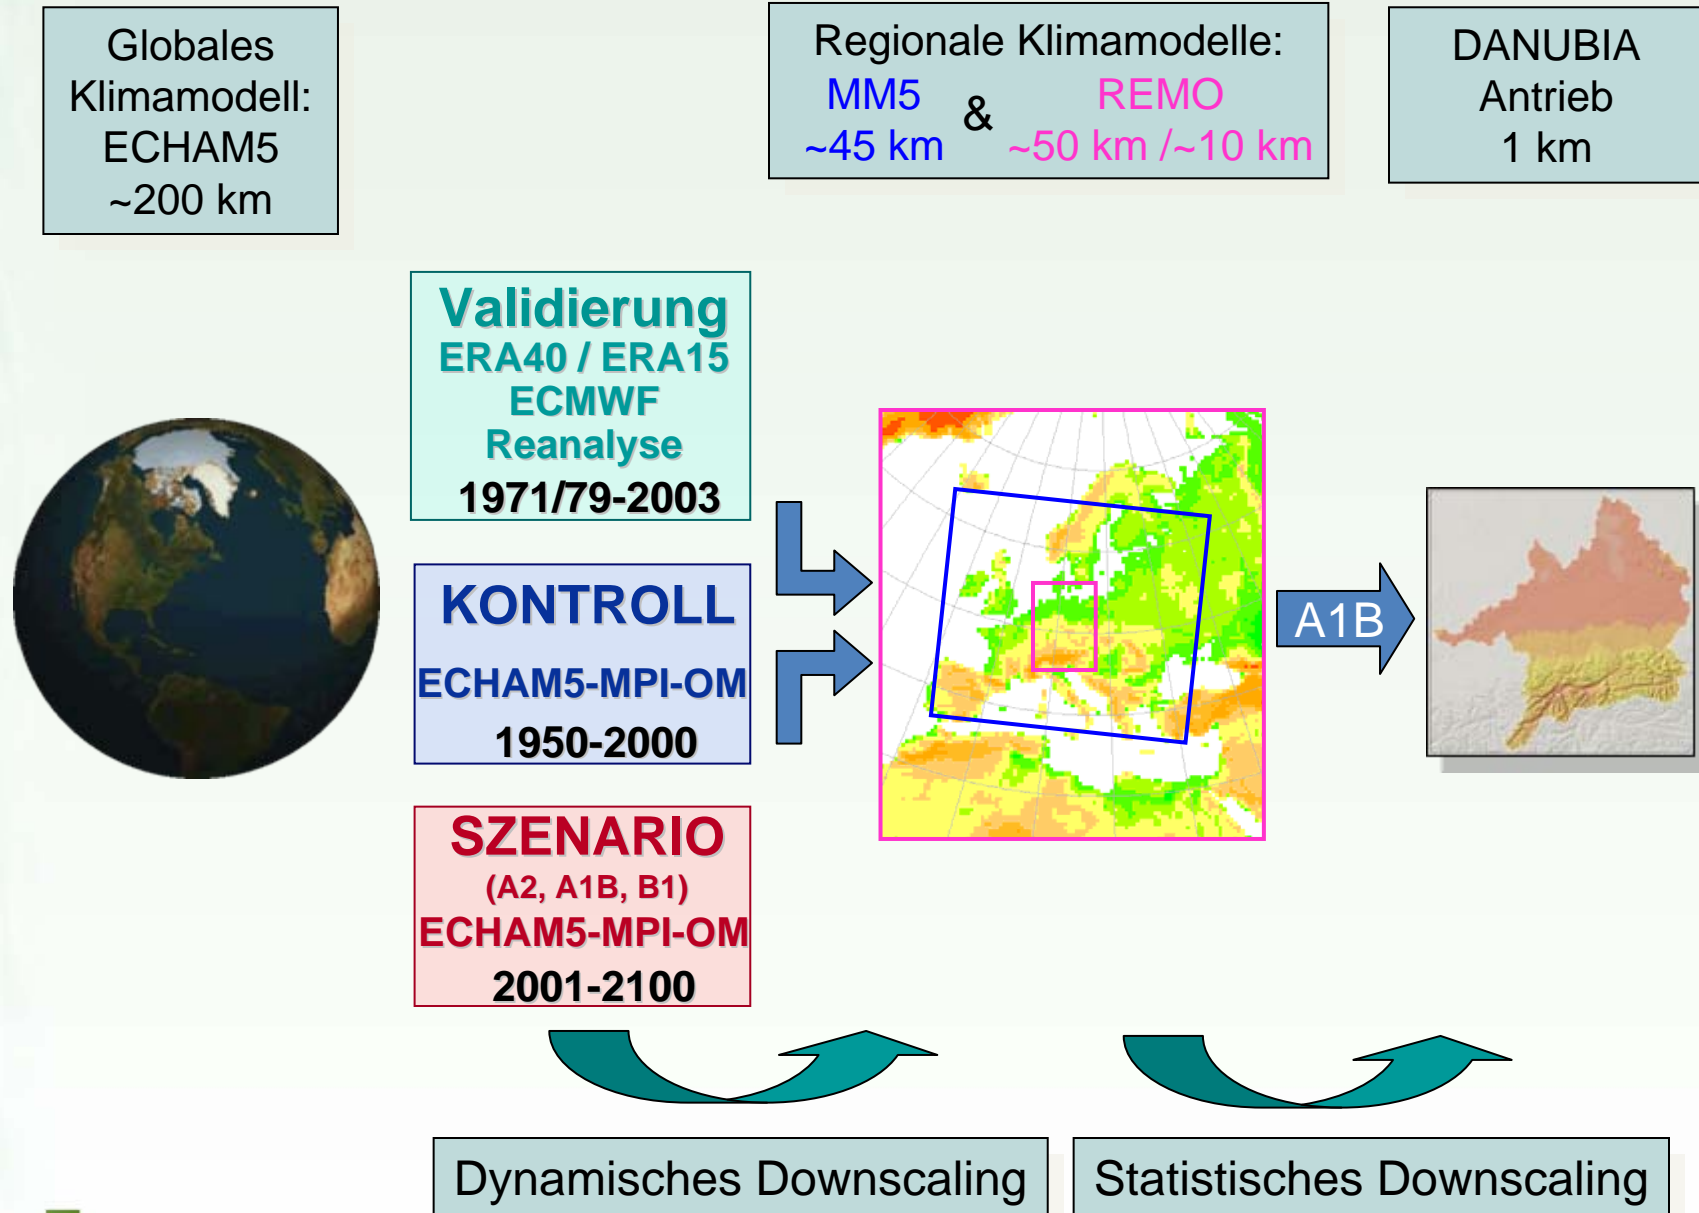 Globales
Klimamodell:
ECHAM5
~200 km
Regionale Klimamodelle:
MM5 & REMO
~45 km ~50 km /~10 km
DANUBIA
Antrieb
1 km
Validierung
ERA40 / ERA15
ECMWF
Reanalyse
1971/79-2003
KONTROLL
ECHAM5-MPI-OM
1950-2000
SZENARIO
(A2, A1B, B1)
ECHAM5-MPI-OM
2001-2100
A1B
Dynamisches Downscaling
Statistisches Downscaling